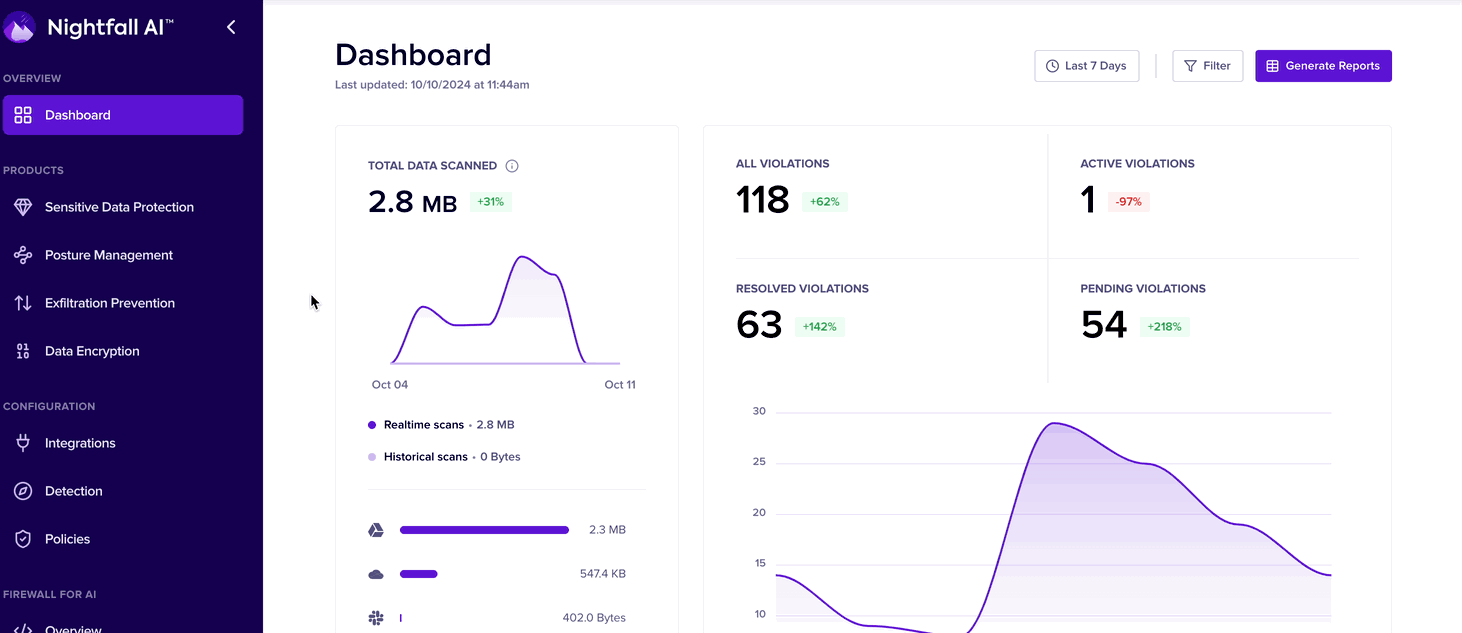 Nightfall AI™
OVERVIEW
Dashboard
PRODUCTS
Sensitive Data Protection
Posture Management
Exfiltration Prevention
Data Encryption
CONFIGURATION
Integrations
Detection
Policies
FIREWALL FOR AI
Overview
Dashboard
Last updated: 10/10/2024 at 11:44am
Last 7 Days
Filter
Generate Reports
TOTAL DATA SCANNED
2.8 MB +31%
Oct 04 Oct 11
Realtime scans • 2.8 MB
Historical scans • 0 Bytes
2.3 MB
547.4 KB
402.0 Bytes
ALL VIOLATIONS
118 +62%
ACTIVE VIOLATIONS
1 -97%
RESOLVED VIOLATIONS
63 +142%
PENDING VIOLATIONS
54 +218%
30
25
20
15
10